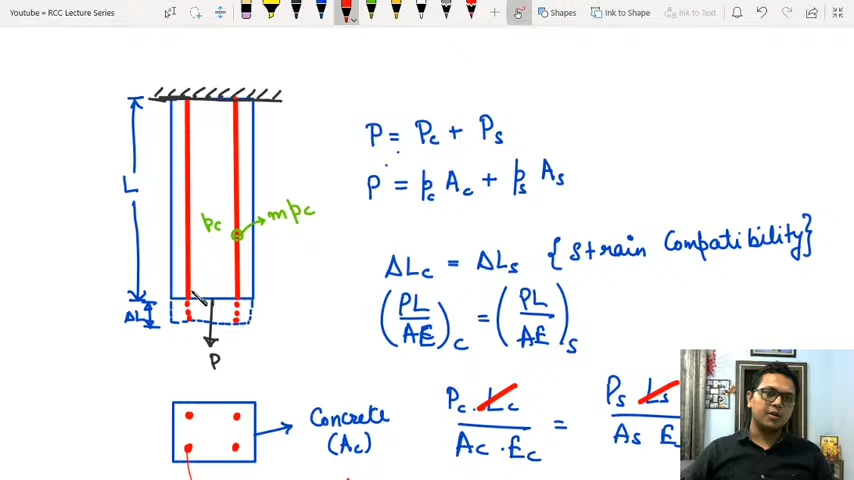 Youtube » RCC Lecture Series
Shapes
Ink to Shape
Ink to Text
L
ΔL
P
pc
mpc
P = Pc + Ps
P = pc Ac + ps As
ΔLc = ΔLs {Strain Compatibility}
(PL/AE)c = (PL/AE)s
Pc . Lc / Ac . Ec = Ps Ls / As E
Concrete
(Ac)